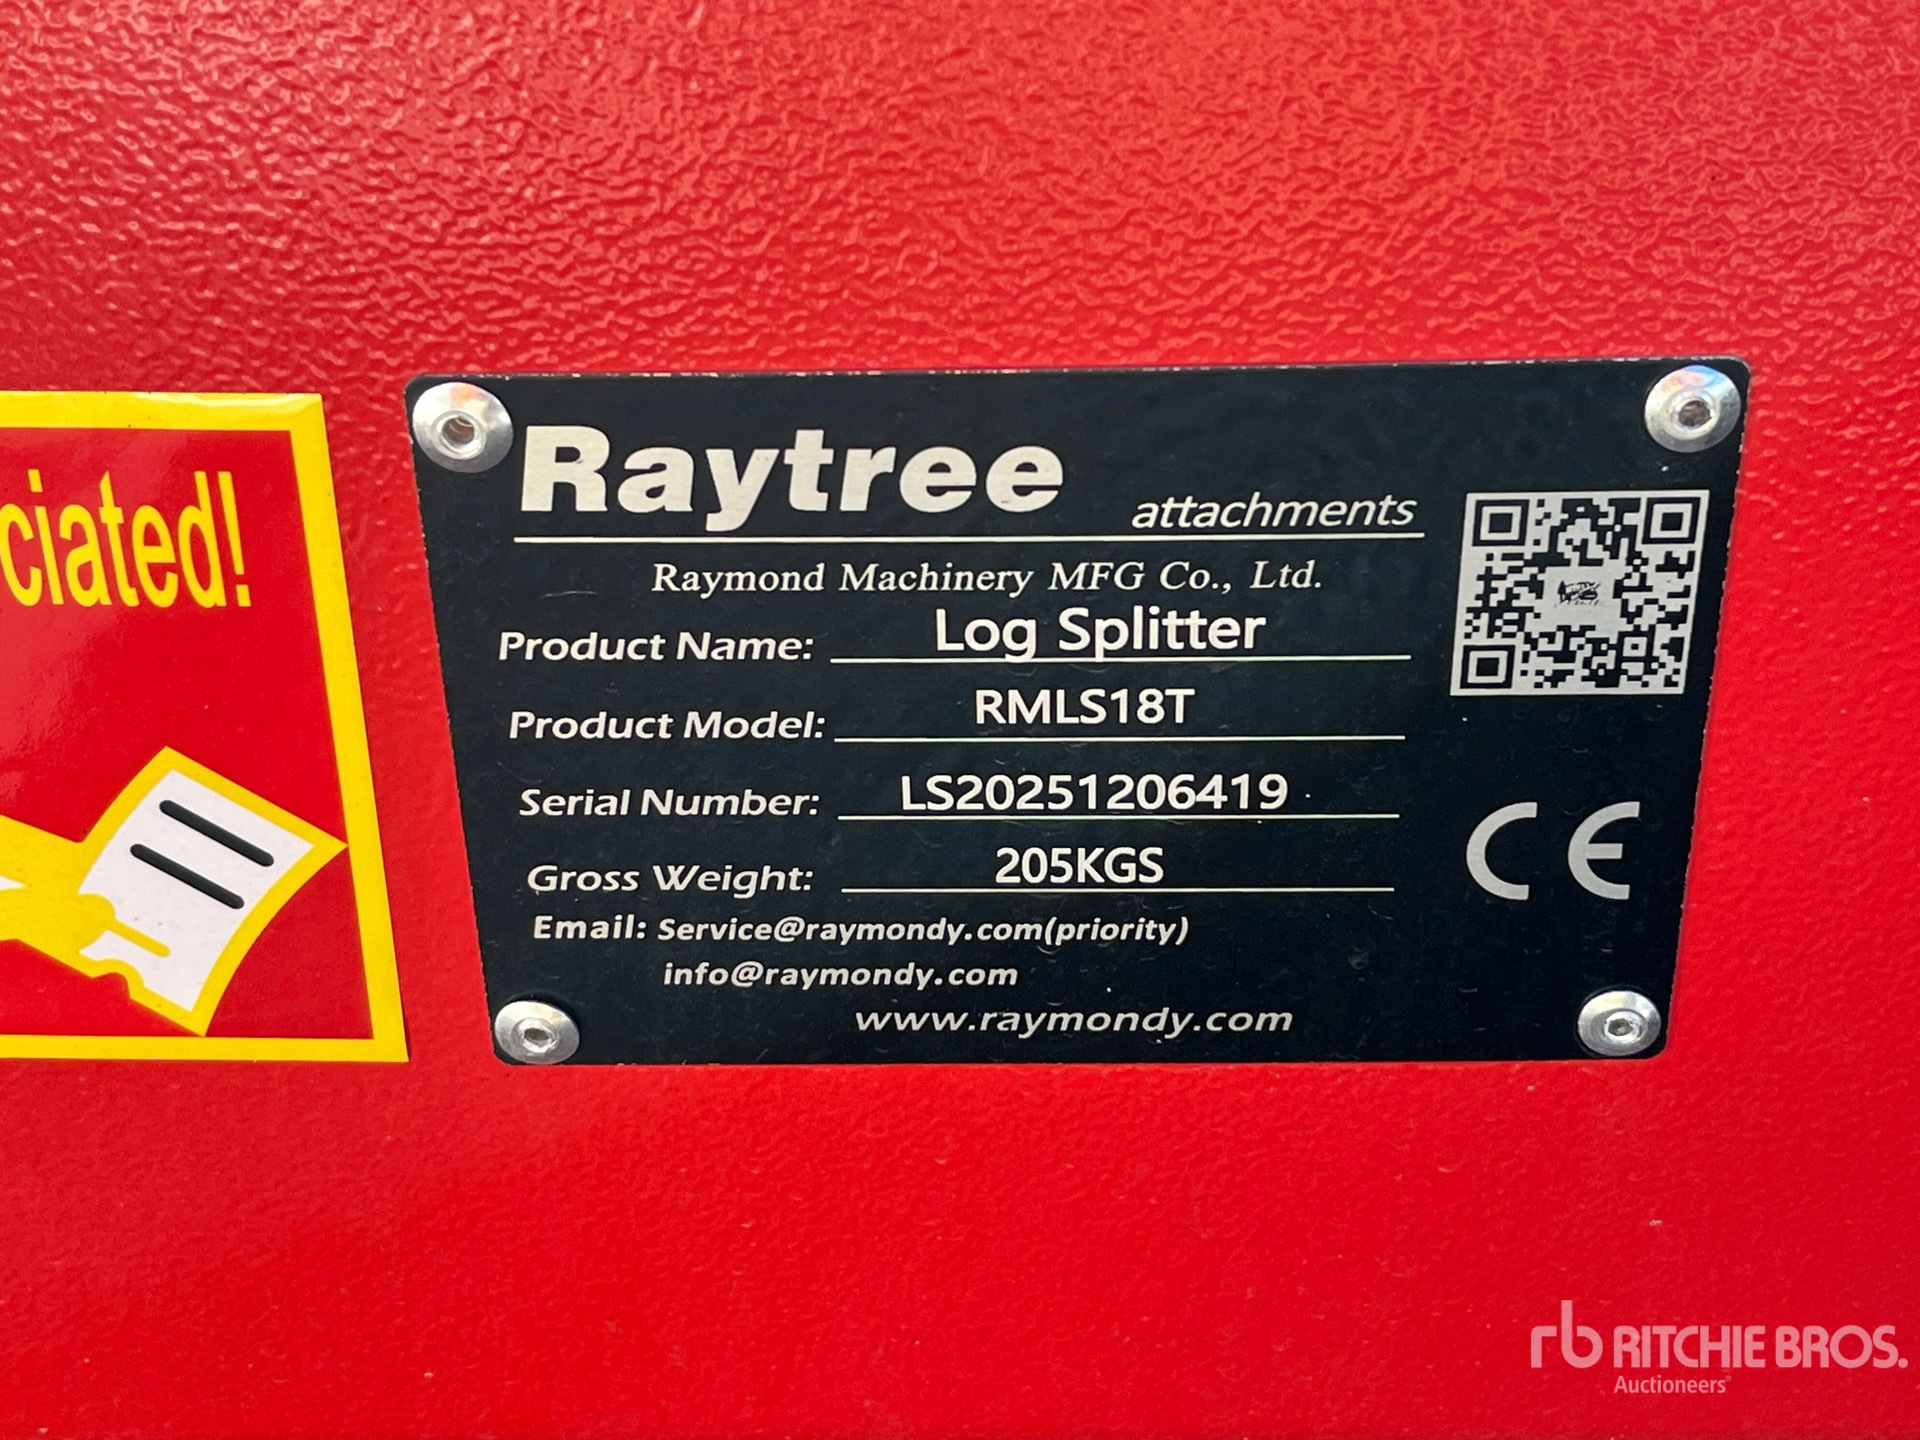 ciated!
Raytree attachments
Raymond Machinery MFG Co., Ltd.
Product Name: Log Splitter
Product Model: RMLS18T
Serial Number: LS20251206419
Gross Weight: 205KGS
CE
Email: Service@raymondy.com(priority)
info@raymondy.com
www.raymondy.com
rb RITCHIE BROS.
Auctioneers